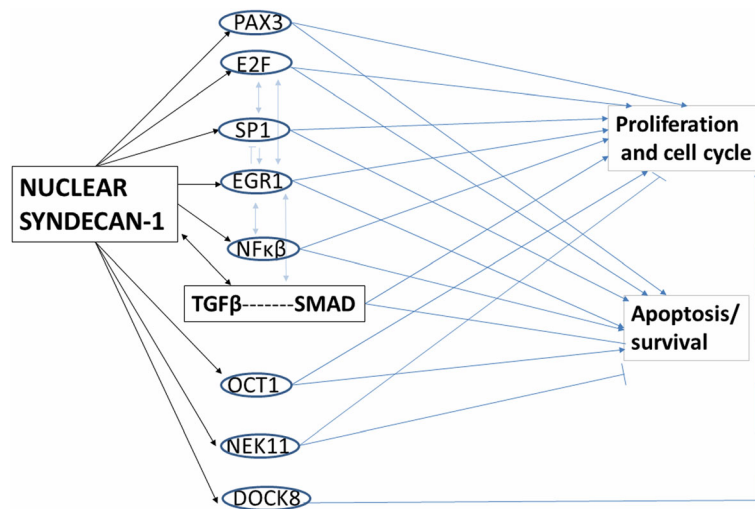 PAX3
E2F
SP1
EGR1
NFκβ
NUCLEAR
SYNDECAN-1
TGFβ-------SMAD
OCT1
NEK11
DOCK8
Proliferation
and cell cycle
Apoptosis/
survival